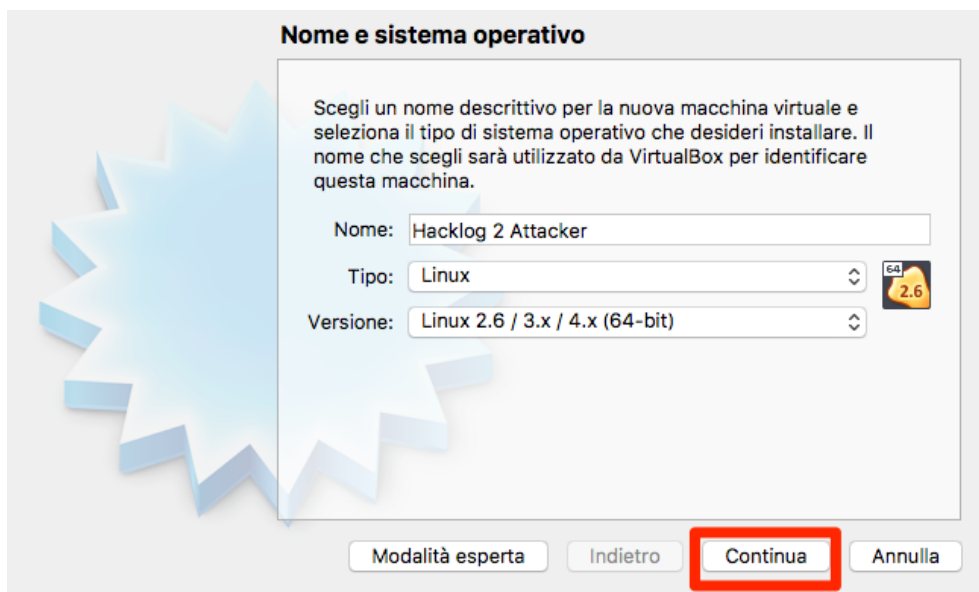 Nome e sistema operativo
Scegli un nome descrittivo per la nuova macchina virtuale e
seleziona il tipo di sistema operativo che desideri installare. Il
nome che scegli sarà utilizzato da VirtualBox per identificare
questa macchina.
Nome: Hacklog 2 Attacker
Tipo: Linux
64
2.6
Versione: Linux 2.6 / 3.x / 4.x (64-bit)
Modalità esperta Indietro Continua Annulla